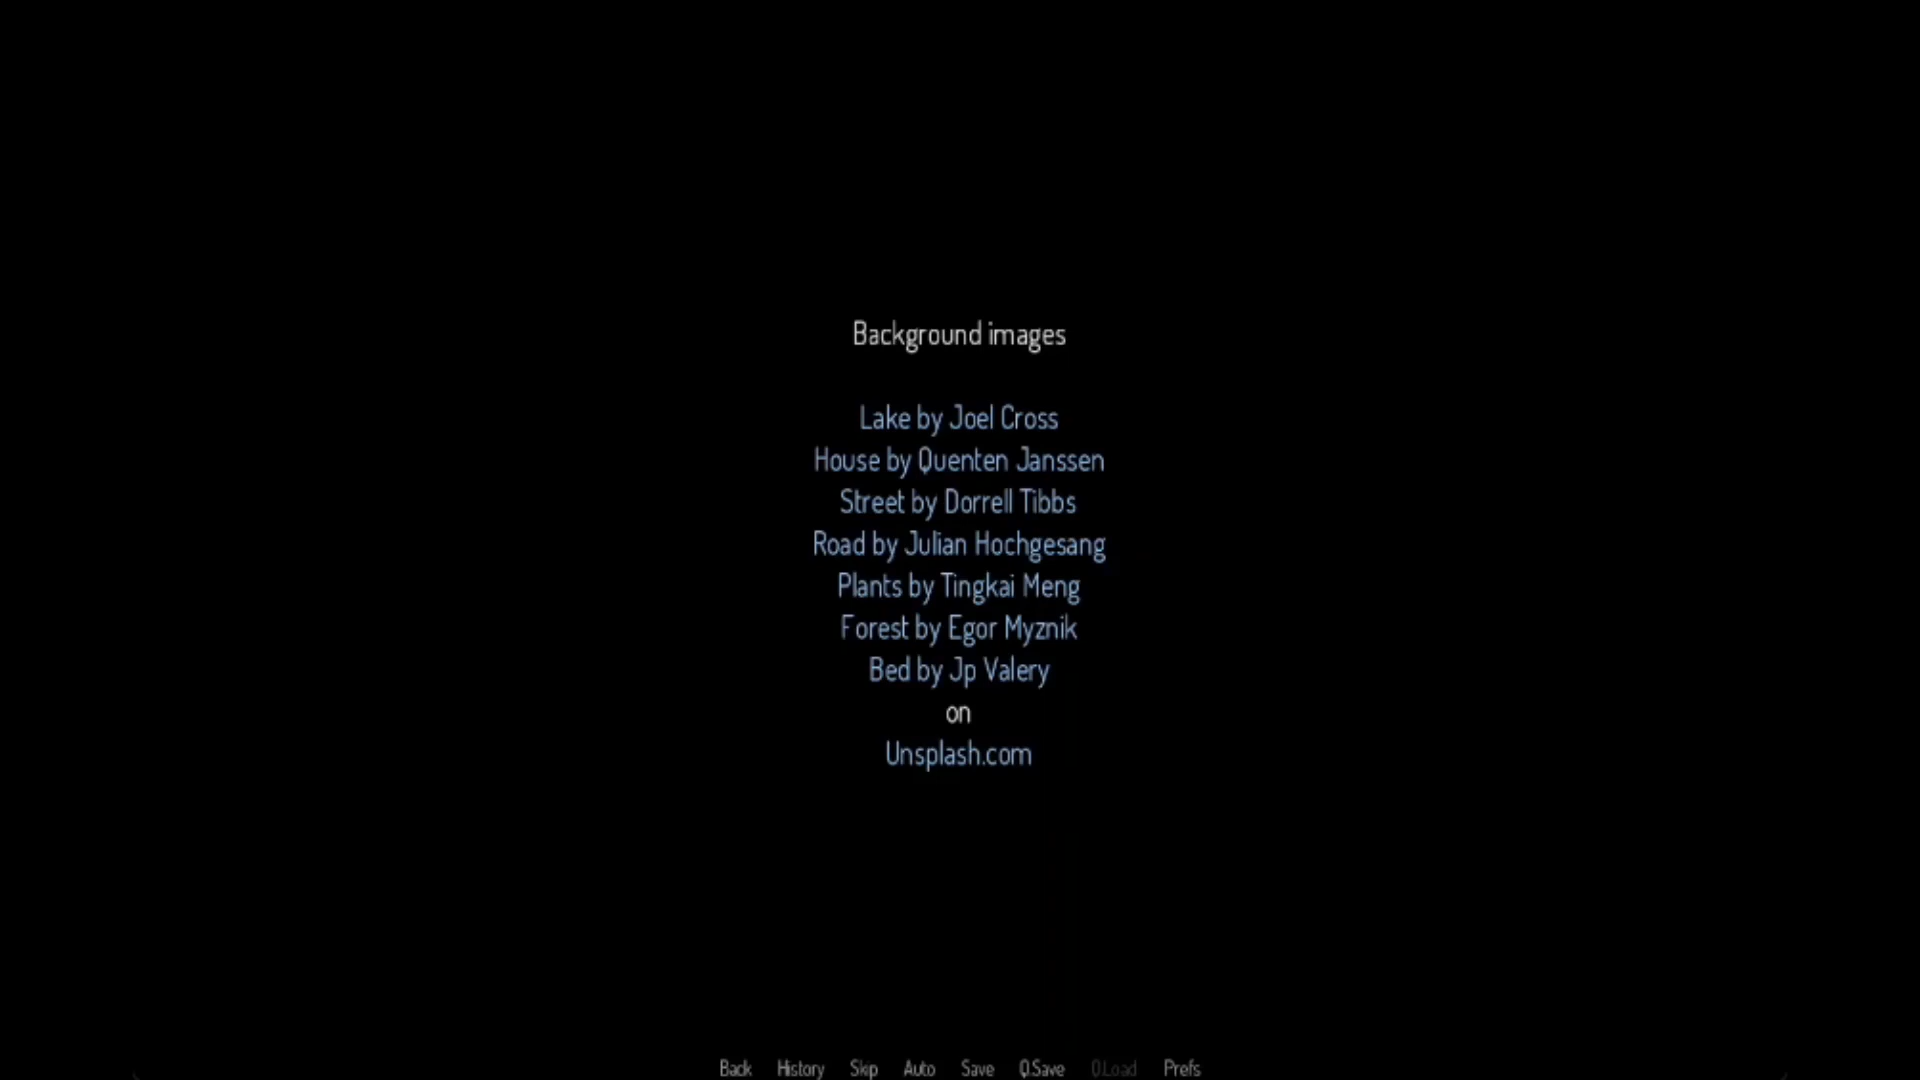 Background images
Lake by Joel Cross
House by Quenten Janssen
Street by Dorrell Tibbs
Road by Julian Hochgesang
Plants by Tingkai Meng
Forest by Egor Myznik
Bed by Jp Valery
on
Unsplash.com
Back History Skip Auto Save Q.Save Q.Load Prefs